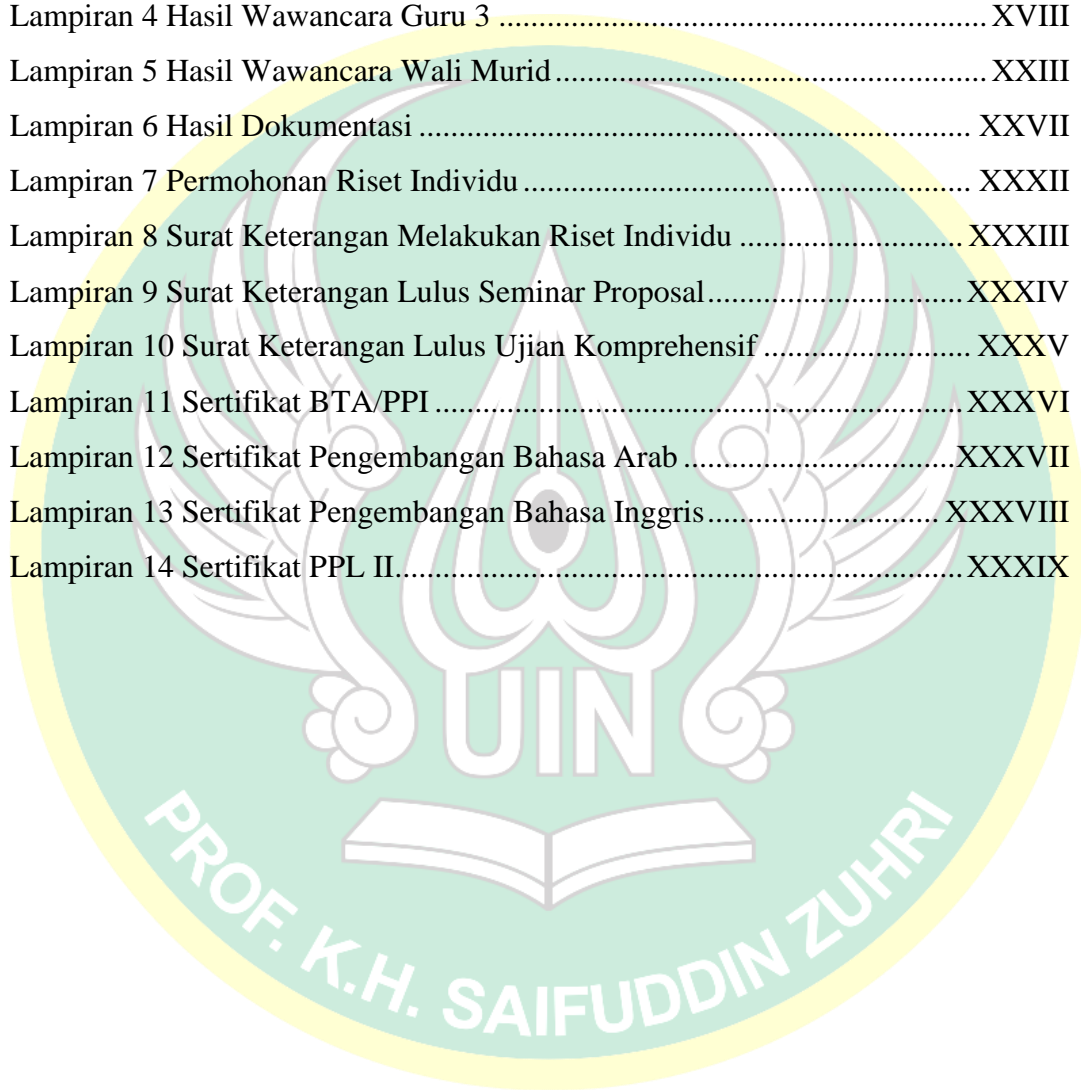 Lampiran 4 Hasil Wawancara Guru 3 ........................................................................ XVIII
Lampiran 5 Hasil Wawancara Wali Murid ................................................................ XXIII
Lampiran 6 Hasil Dokumentasi .................................................................................. XXVII
Lampiran 7 Permohonan Riset Individu .................................................................. XXXII
Lampiran 8 Surat Keterangan Melakukan Riset Individu ................................. XXXIII
Lampiran 9 Surat Keterangan Lulus Seminar Proposal ...................................... XXXIV
Lampiran 10 Surat Keterangan Lulus Ujian Komprehensif ............................... XXXV
Lampiran 11 Sertifikat BTA/PPI .............................................................................. XXXVI
Lampiran 12 Sertifikat Pengembangan Bahasa Arab ........................................ XXXVII
Lampiran 13 Sertifikat Pengembangan Bahasa Inggris .................................. XXXVIII
Lampiran 14 Sertifikat PPL II .................................................................................... XXXIX
UIN
PROF. K.H. SAIFUDDIN ZUHRI